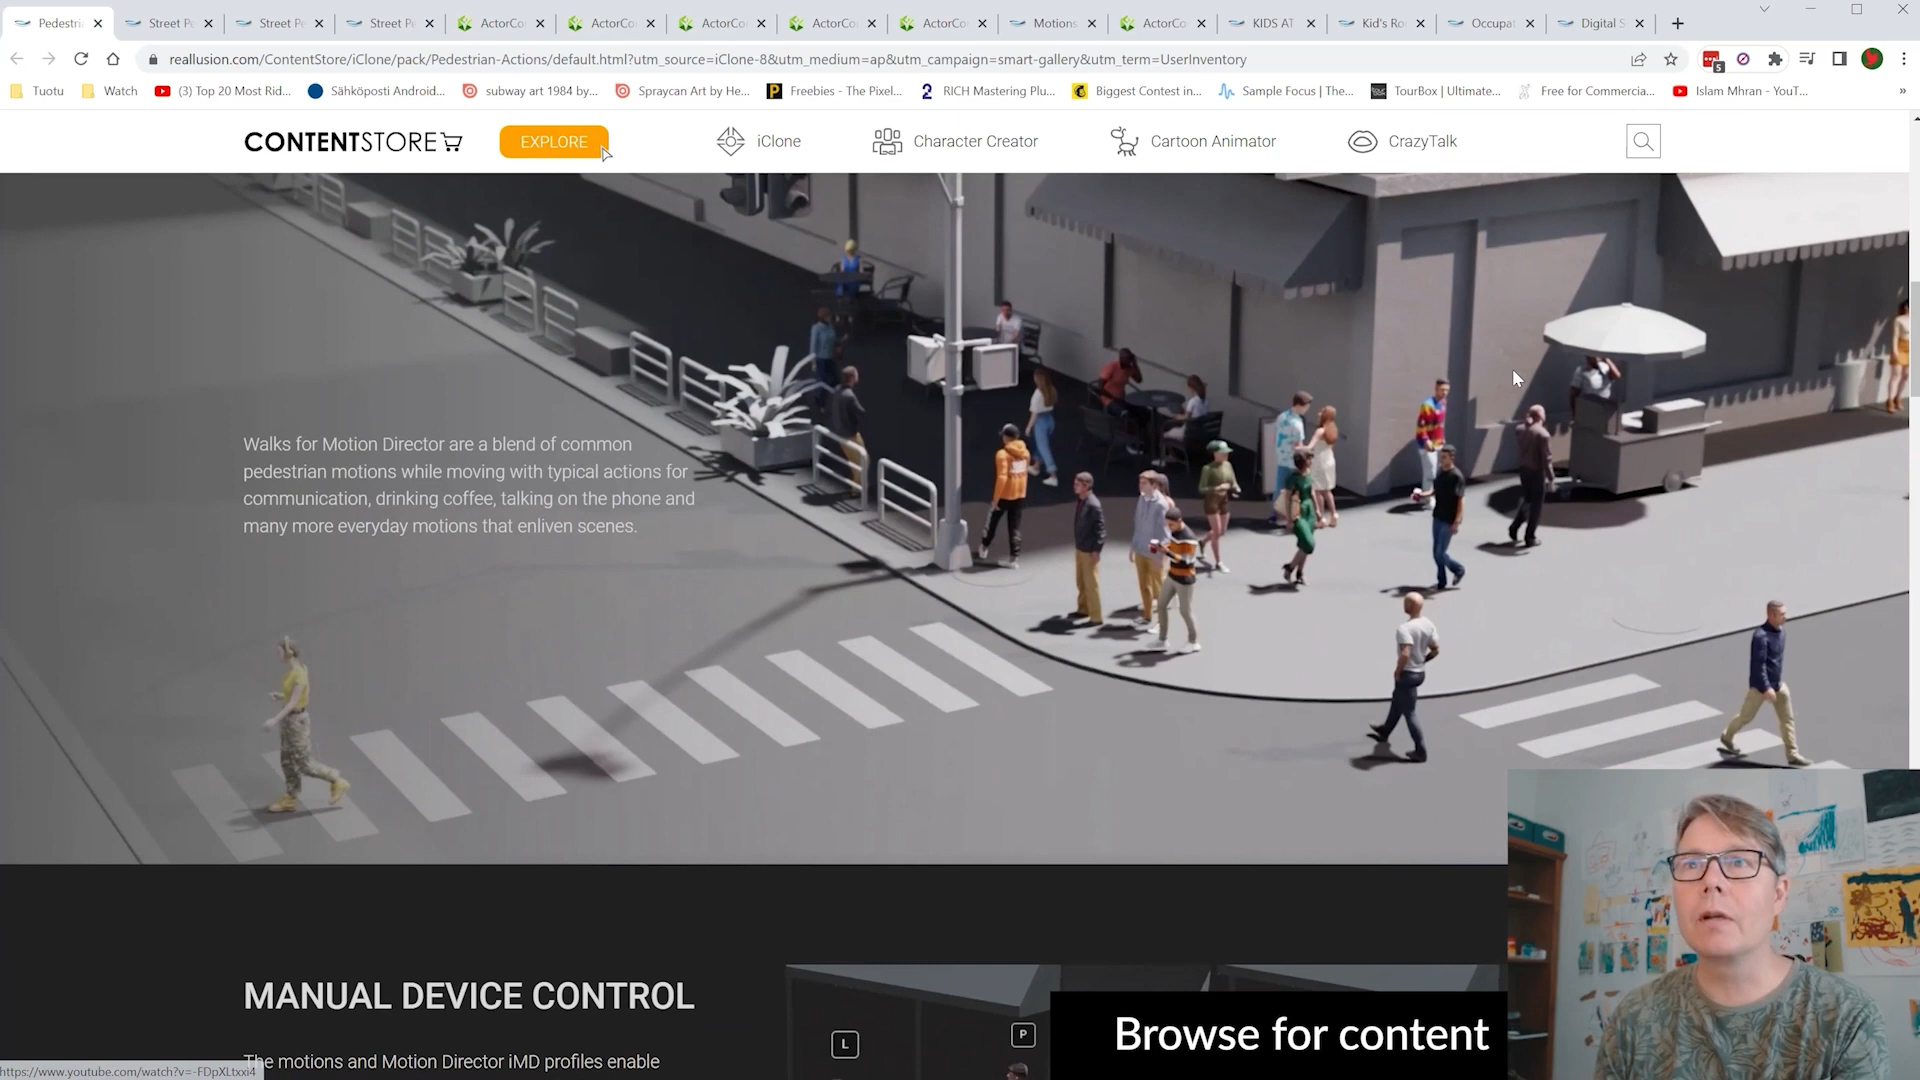 Pedestri
Street Pe
Street Pe
Street Pe
ActorCo
ActorCo
ActorCo
ActorCo
ActorCo
Motions
ActorCo
KIDS AT
Kid's Ro
Occupat
Digital S
reallusion.com/ContentStore/iClone/pack/Pedestrian-Actions/default.html?utm_source=iClone-8&utm_medium=ap&utm_campaign=smart-gallery&utm_term=UserInventory
5
Tuotu
Watch
(3) Top 20 Most Rid...
Sähköposti Android...
subway art 1984 by...
Spraycan Art by He...
Freebies - The Pixel...
RICH Mastering Plu...
Biggest Contest in...
Sample Focus | The...
TourBox | Ultimate...
Free for Commercia...
Islam Mhran - YouT...
CONTENTSTORE
EXPLORE
iClone
Character Creator
Cartoon Animator
CrazyTalk
Walks for Motion Director are a blend of common
pedestrian motions while moving with typical actions for
communication, drinking coffee, talking on the phone and
many more everyday motions that enliven scenes.
MANUAL DEVICE CONTROL
L
P
Browse for content
The motions and Motion Director iMD profiles enable
https://www.youtube.com/watch?v=-FDpXLtxxi4